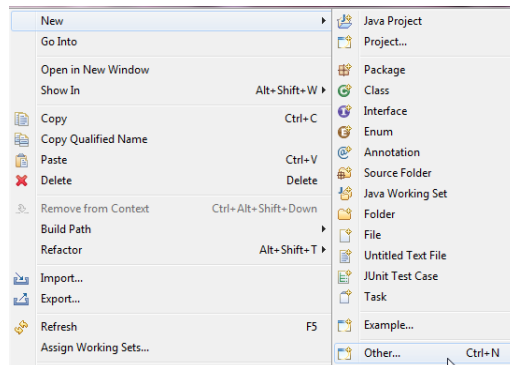 New
Go Into
Open in New Window
Show In Alt+Shift+W
Copy Ctrl+C
Copy Qualified Name
Paste Ctrl+V
Delete Delete
Remove from Context Ctrl+Alt+Shift+Down
Build Path
Refactor Alt+Shift+T
Import...
Export...
Refresh F5
Assign Working Sets...
Java Project
Project...
Package
Class
Interface
Enum
Annotation
Source Folder
Java Working Set
Folder
File
Untitled Text File
JUnit Test Case
Task
Example...
Other... Ctrl+N